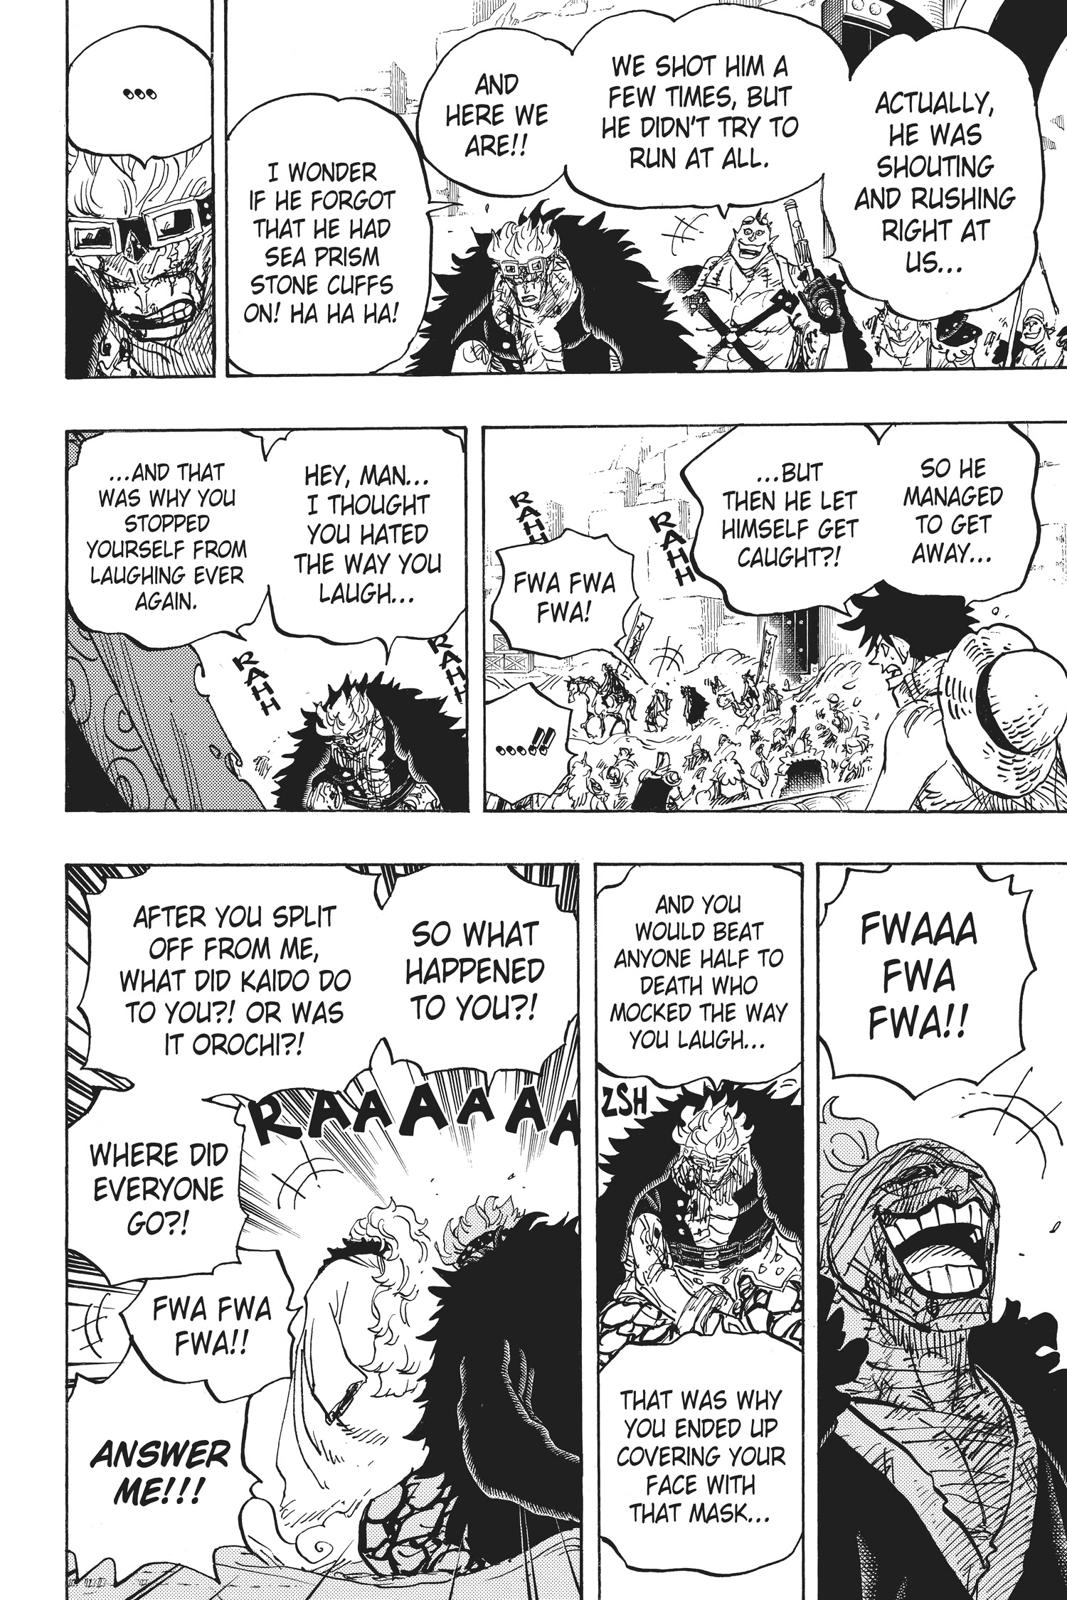 ACTUALLY,
HE WAS
SHOUTING
AND RUSHING
RIGHT AT
US...
WE SHOT HIM A
FEW TIMES, BUT
HE DIDN'T TRY TO
RUN AT ALL.
AND
HERE WE
ARE!!
I WONDER
IF HE FORGOT
THAT HE HAD
SEA PRISM
STONE CUFFS
ON! HA HA HA!
...
SO HE
MANAGED
TO GET
AWAY...
...BUT
THEN HE LET
HIMSELF GET
CAUGHT?!
RAHH
RAHH
FWA FWA
FWA!
.....!!
HEY, MAN...
I THOUGHT
YOU HATED
THE WAY YOU
LAUGH...
...AND THAT
WAS WHY YOU
STOPPED
YOURSELF FROM
LAUGHING EVER
AGAIN.
RAHH
RAHH
FWAAA
FWA
FWA!!
AND YOU
WOULD BEAT
ANYONE HALF TO
DEATH WHO
MOCKED THE WAY
YOU LAUGH...
ZSH
THAT WAS WHY
YOU ENDED UP
COVERING YOUR
FACE WITH
THAT MASK...
SO WHAT
HAPPENED
TO YOU?!
AFTER YOU SPLIT
OFF FROM ME,
WHAT DID KAIDO DO
TO YOU?! OR WAS
IT OROCHI?!
RAAAAAA
WHERE DID
EVERYONE
GO?!
FWA FWA
FWA!!
ANSWER
ME!!!